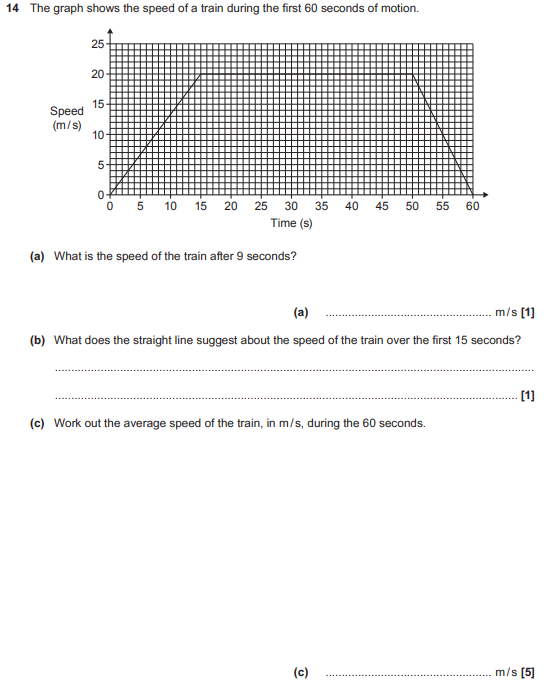 14 The graph shows the speed of a train during the first 60 seconds of motion.
25
20
15
Speed
(m/s)
10
5
0
0 5 10 15 20 25 30 35 40 45 50 55 60
Time (s)
(a) What is the speed of the train after 9 seconds?
(a) .................................................... m/s [1]
(b) What does the straight line suggest about the speed of the train over the first 15 seconds?
....................................................................................................................................................
............................................................................................................................................... [1]
(c) Work out the average speed of the train, in m/s, during the 60 seconds.
(c) .................................................... m/s [5]